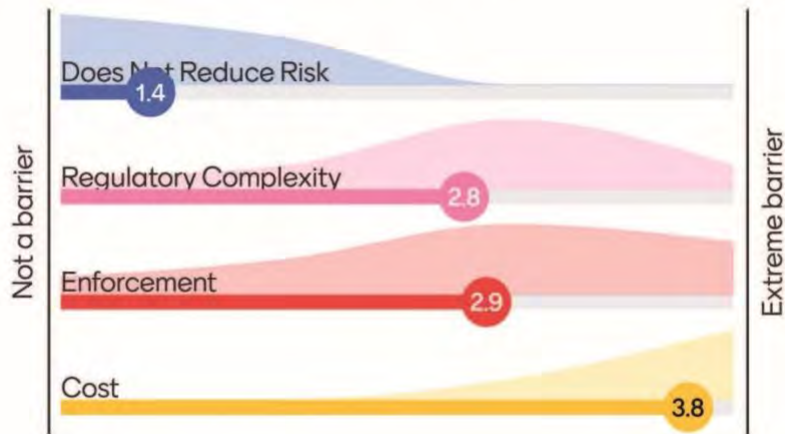 Not a barrier
Does Not Reduce Risk
1.4
Regulatory Complexity
2.8
Enforcement
2.9
Cost
3.8
Extreme barrier